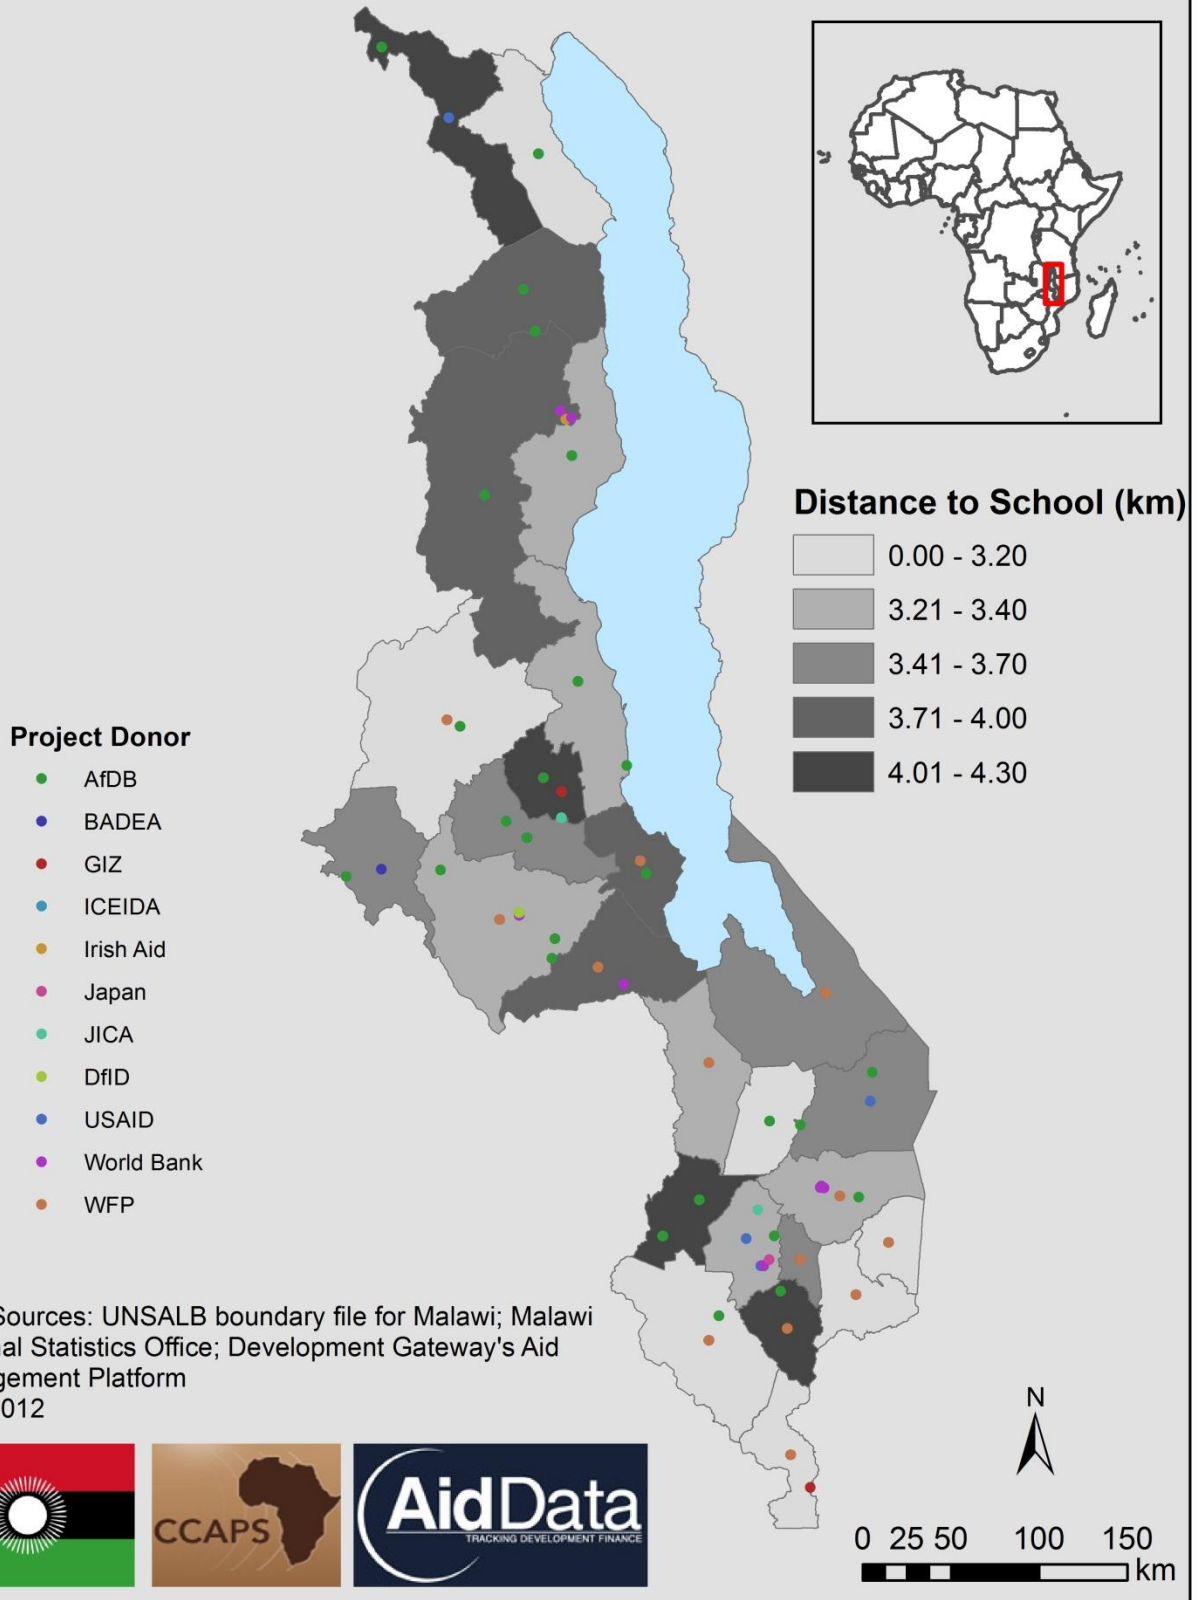 Distance to School (km)
0.00 - 3.20
3.21 - 3.40
3.41 - 3.70
3.71 - 4.00
4.01 - 4.30
Project Donor
AfDB
BADEA
GIZ
ICEIDA
Irish Aid
Japan
JICA
DfID
USAID
World Bank
WFP
Sources: UNSALB boundary file for Malawi; Malawi
al Statistics Office; Development Gateway's Aid
gement Platform
012
CCAPS
AidData
TRACKING DEVELOPMENT FINANCE
N
0 25 50 100 150
km